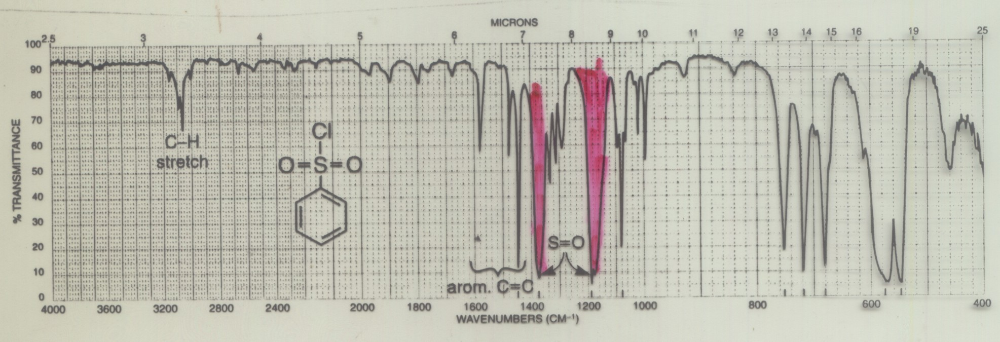 MICRONS
2.5 3 4 5 6 7 8 9 10 11 12 13 14 15 16 19 25
100
90
80
70
60
50
40
30
20
10
0
% TRANSMITTANCE
C–H
stretch
Cl
O=S=O
S=O
arom. C=C
4000 3600 3200 2800 2400 2000 1800 1600 1400 1200 1000 800 600 400
WAVENUMBERS (CM⁻¹)